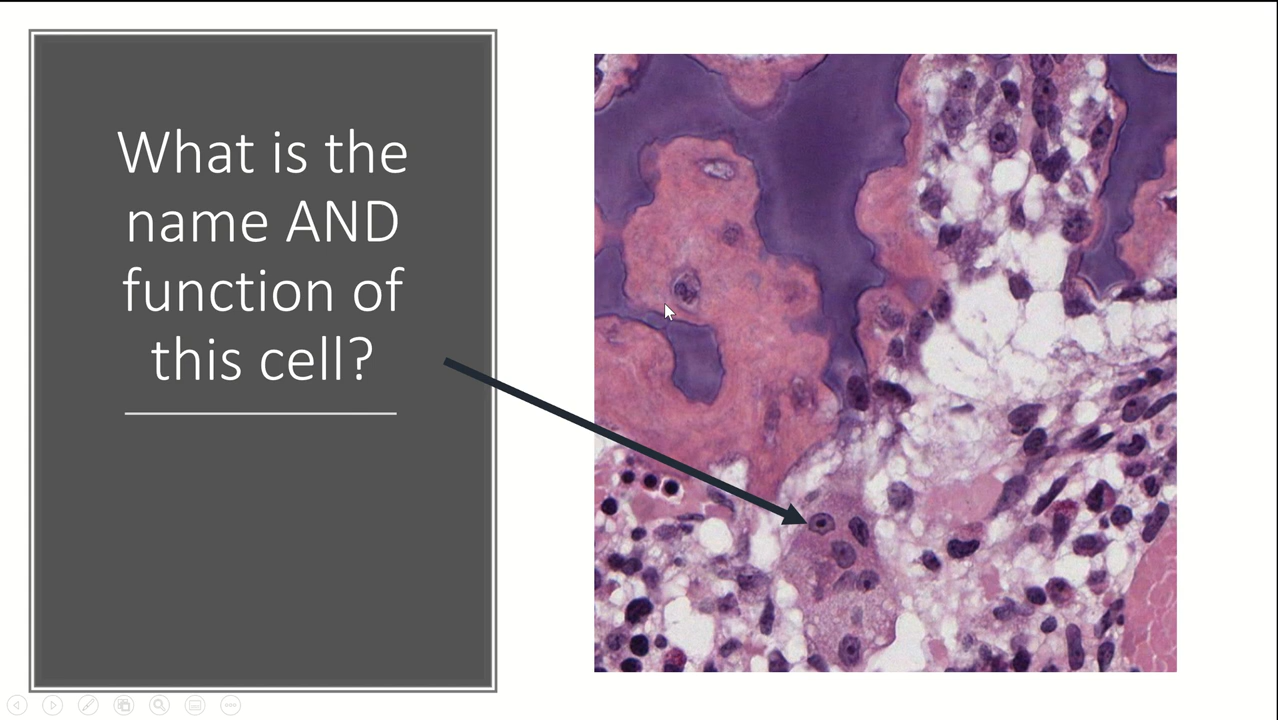 What is the
name AND
function of
this cell?